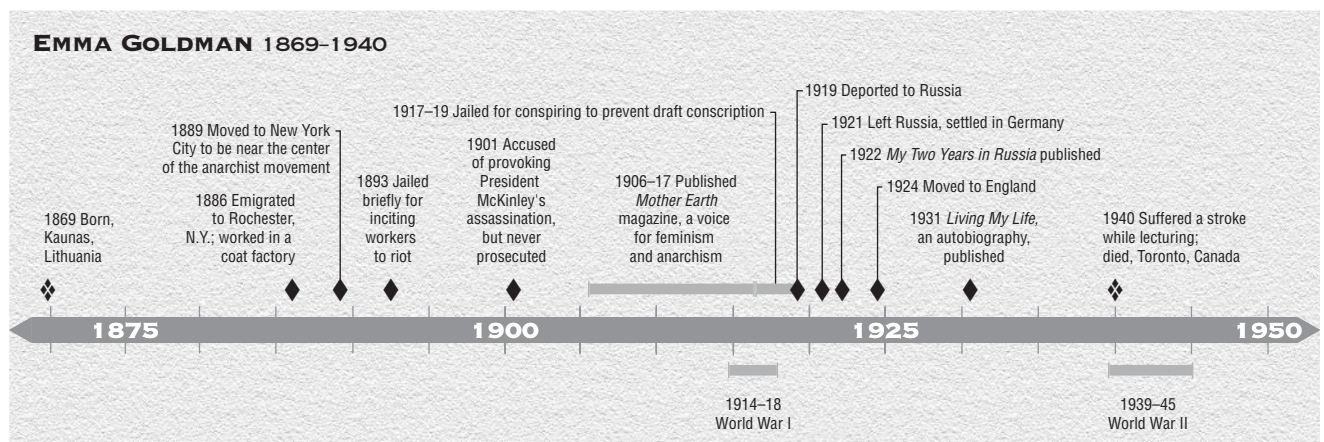 EMMA GOLDMAN 1869–1940
1869 Born,
Kaunas,
Lithuania
1886 Emigrated
to Rochester,
N.Y.; worked in a
coat factory
1889 Moved to New York
City to be near the center
of the anarchist movement
1893 Jailed
briefly for
inciting
workers
to riot
1901 Accused
of provoking
President
McKinley's
assassination,
but never
prosecuted
1906–17 Published
Mother Earth
magazine, a voice
for feminism
and anarchism
1917–19 Jailed for conspiring to prevent draft conscription
1919 Deported to Russia
1921 Left Russia, settled in Germany
1922 My Two Years in Russia published
1924 Moved to England
1931 Living My Life,
an autobiography,
published
1940 Suffered a stroke
while lecturing;
died, Toronto, Canada
1875 1900 1925 1950
1914–18
World War I
1939–45
World War II